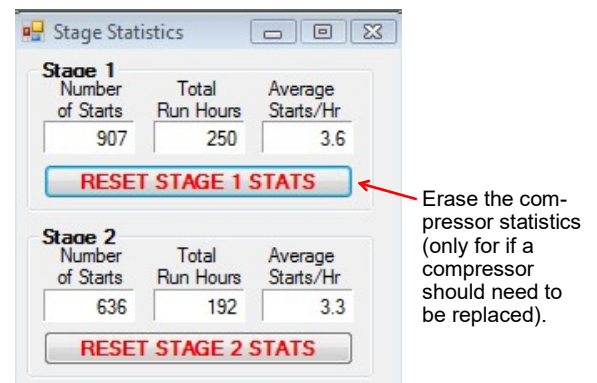 Stage Statistics
Stage 1
Number of Starts
Total Run Hours
Average Starts/Hr
907 250 3.6
RESET STAGE 1 STATS
Erase the com-
pressor statistics
(only for if a
compressor
should need to
be replaced).
Stage 2
Number of Starts
Total Run Hours
Average Starts/Hr
636 192 3.3
RESET STAGE 2 STATS